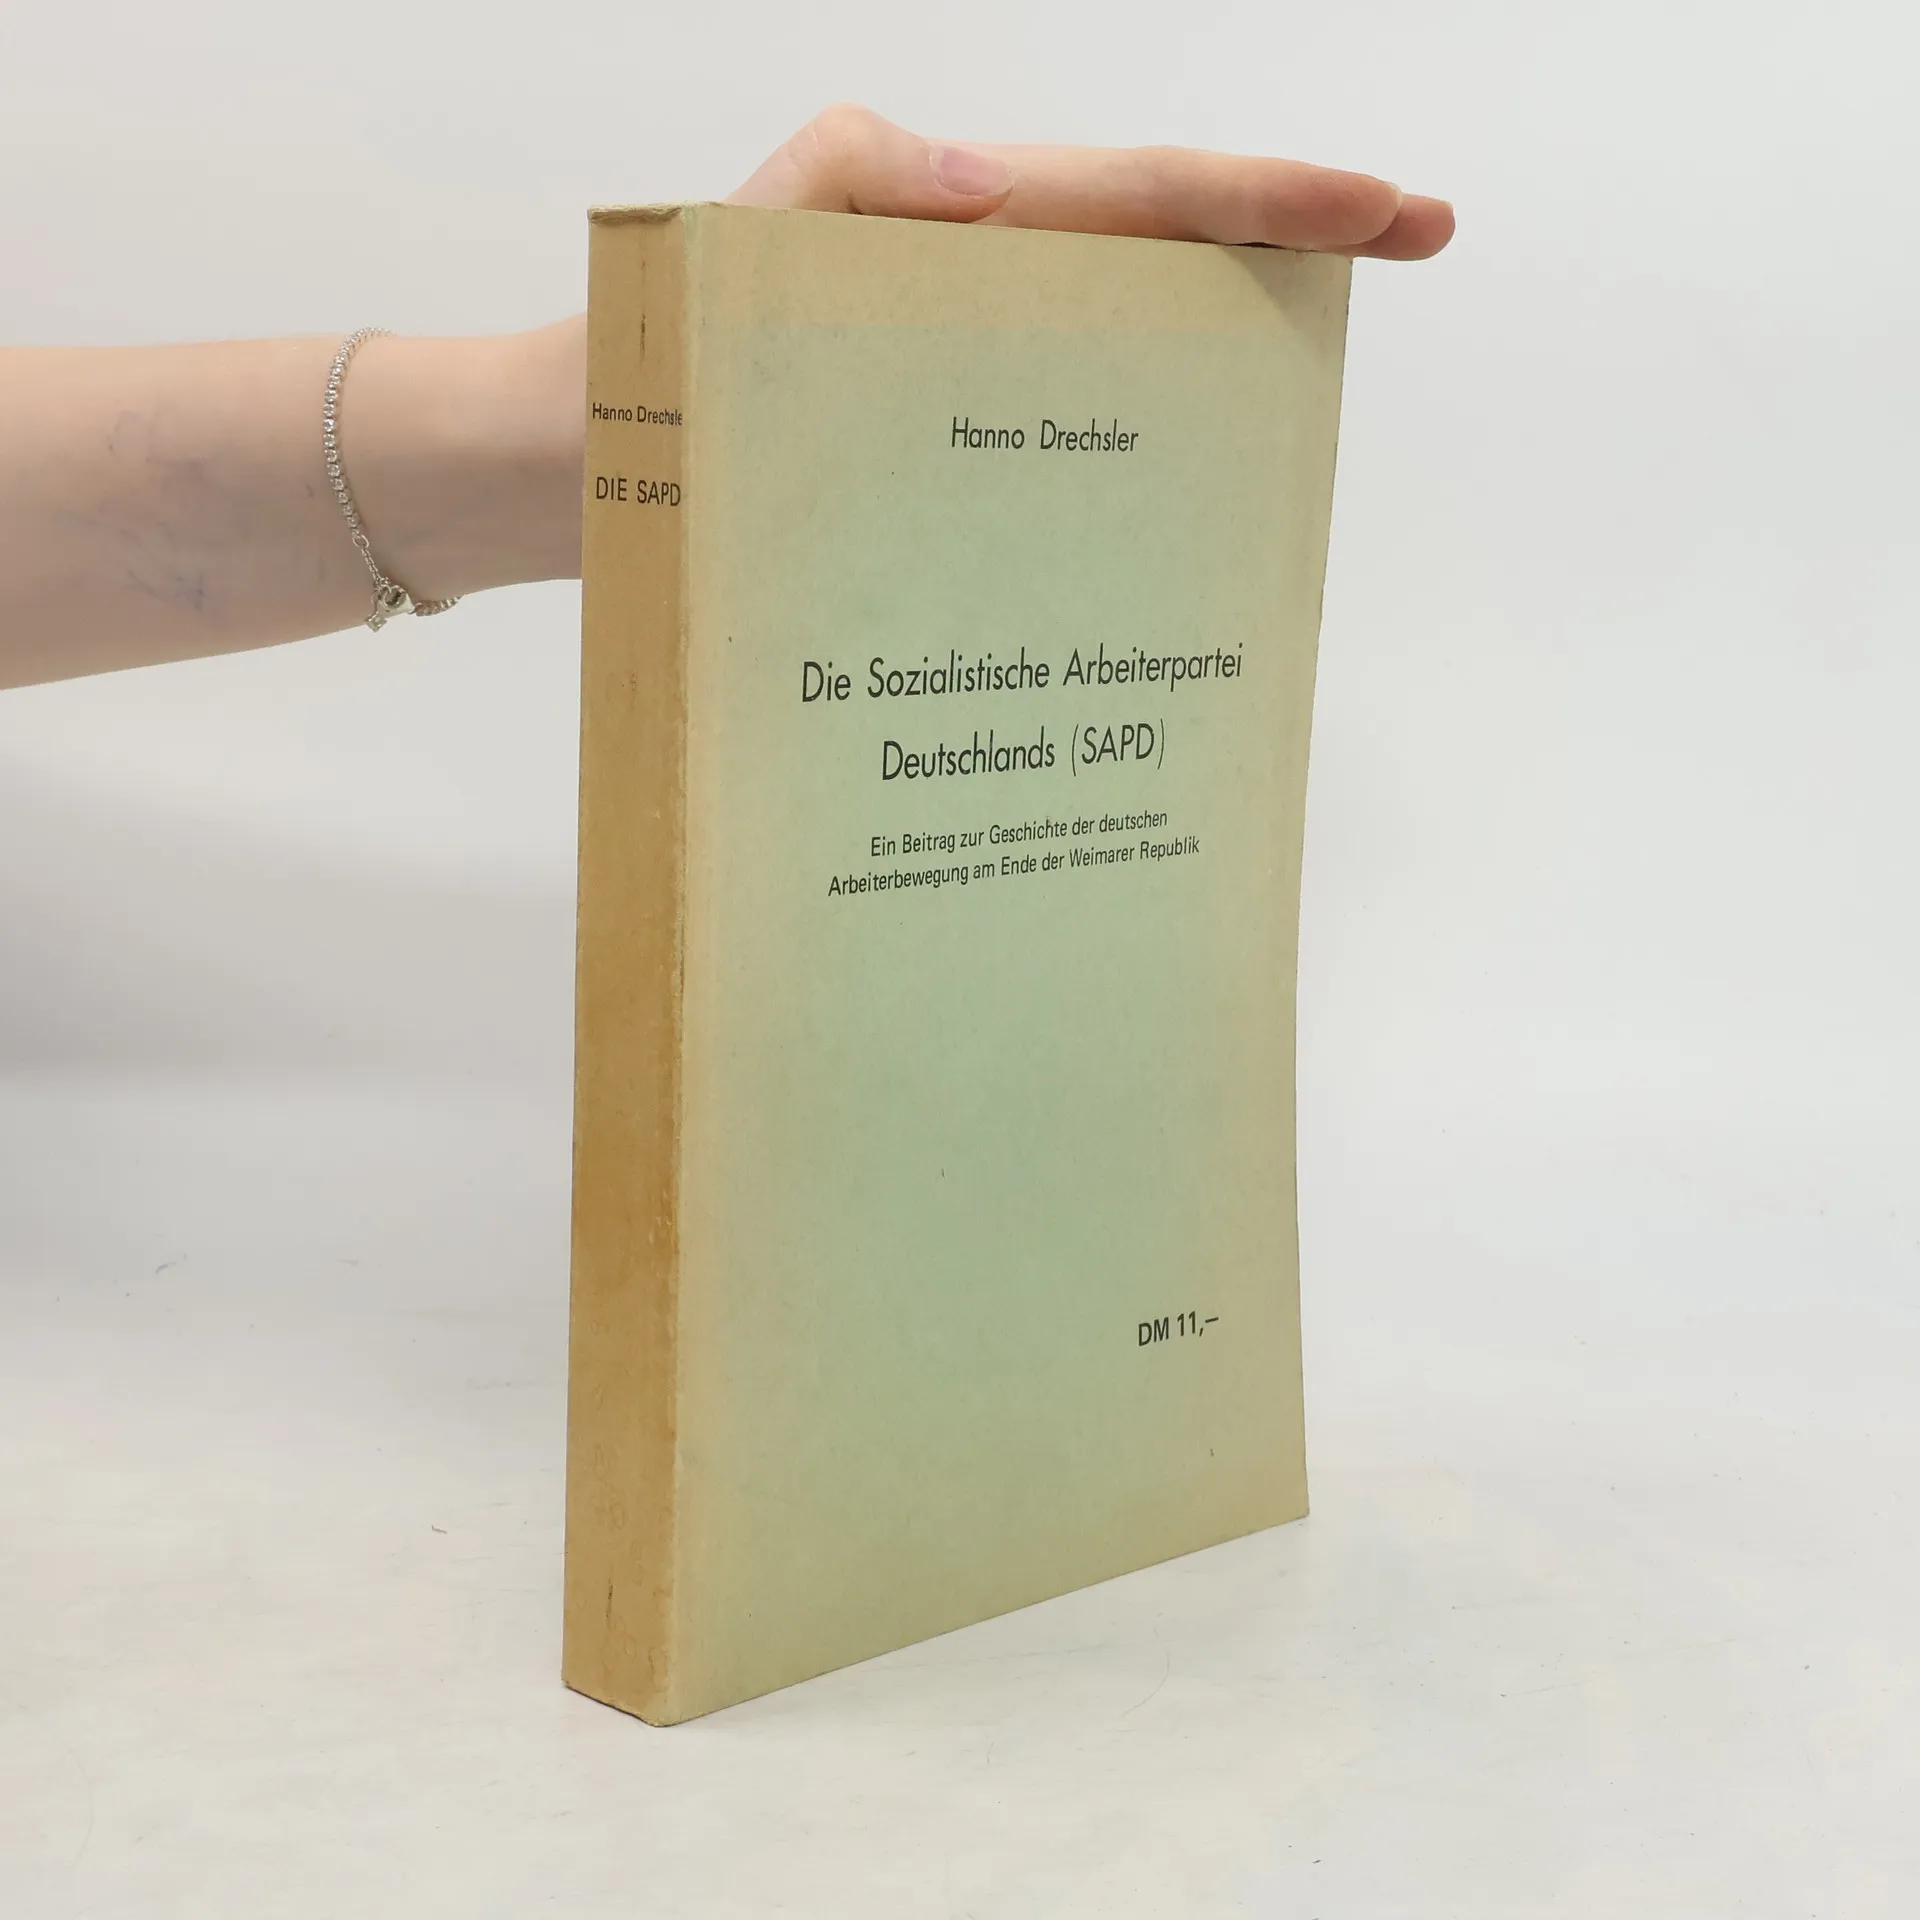 Hanno Drechsle
DIE SAPD
Hanno Drechsler
Die Sozialistische Arbeiterpartei
Deutschlands (SAPD)
Ein Beitrag zur Geschichte der deutschen
Arbeiterbewegung am Ende der Weimarer Republik
DM 11,–